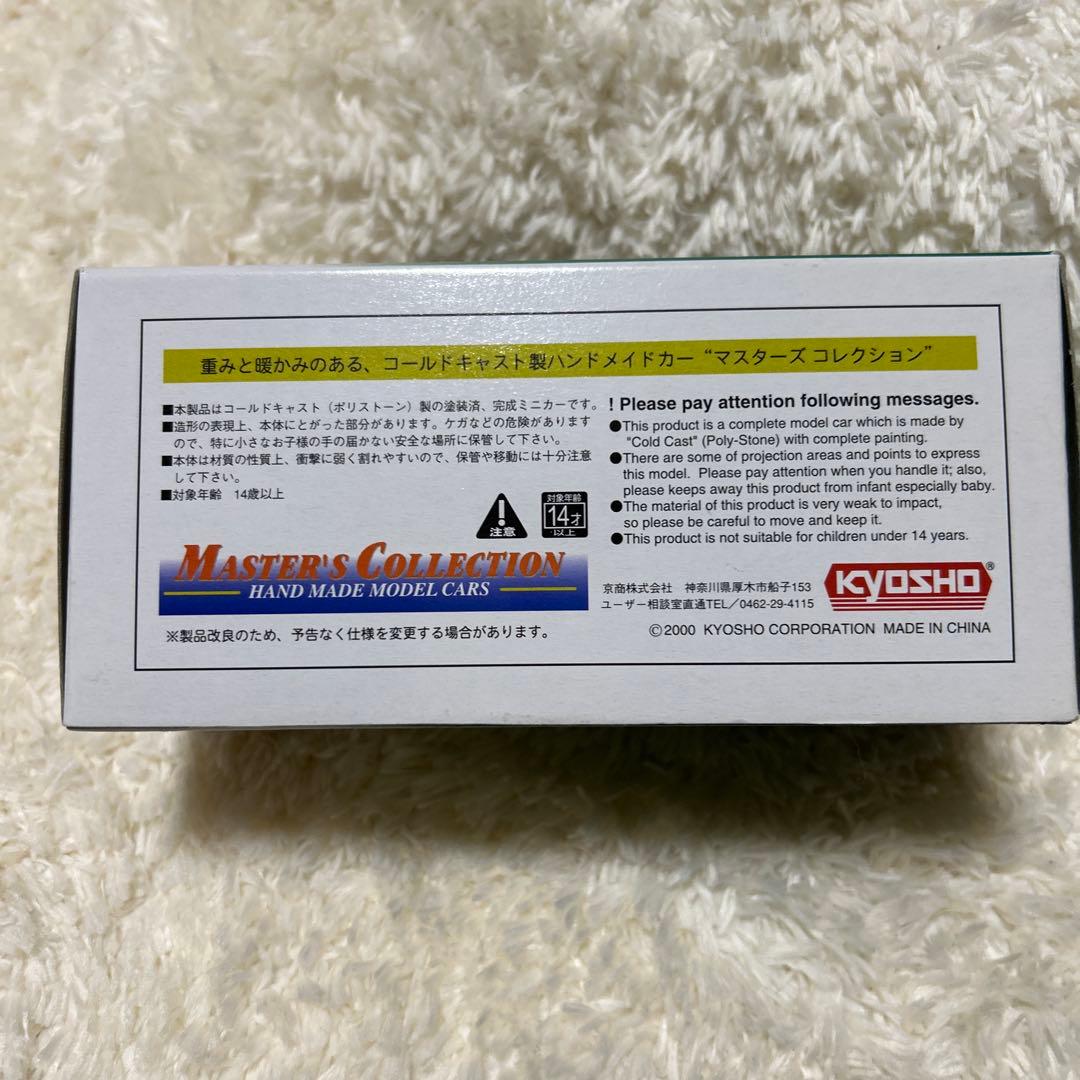 重みと暖かみのある、コールドキャスト製ハンドメイドカー “マスターズ コレクション”
■本製品はコールドキャスト（ポリストーン）製の塗装済、完成ミニカーです。
■造形の表現上、本体にとがった部分があります。ケガなどの危険があります
ので、特に小さなお子様の手の届かない安全な場所に保管して下さい。
■本体は材質の性質上、衝撃に弱く割れやすいので、保管や移動には十分注意
して下さい。
■対象年齢 14歳以上
注意
対象年齢
14才
以上
MASTER'S COLLECTION
HAND MADE MODEL CARS
※製品改良のため、予告なく仕様を変更する場合があります。
! Please pay attention following messages.
●This product is a complete model car which is made by
"Cold Cast" (Poly-Stone) with complete painting.
●There are some of projection areas and points to express
this model. Please pay attention when you handle it; also,
please keeps away this product from infant especially baby.
●The material of this product is very weak to impact,
so please be careful to move and keep it.
●This product is not suitable for children under 14 years.
京商株式会社 神奈川県厚木市船子153
ユーザー相談室直通TEL／0462-29-4115
KYOSHO®
©2000 KYOSHO CORPORATION MADE IN CHINA